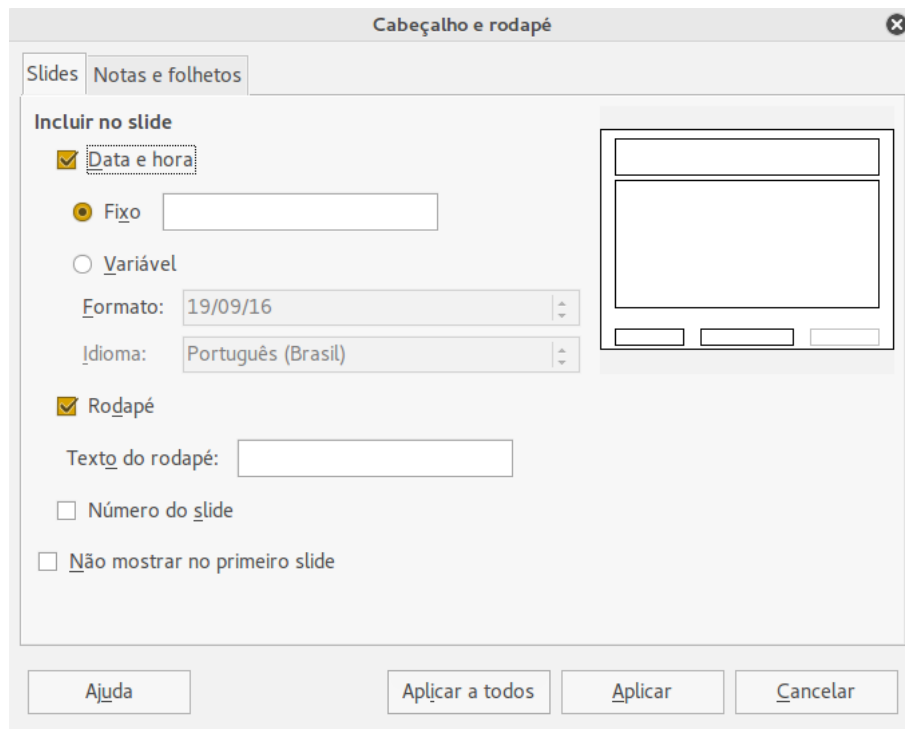 Cabeçalho e rodapé
Slides Notas e folhetos
Incluir no slide
Data e hora
Fixo
Variável
Formato: 19/09/16
Idioma: Português (Brasil)
Rodapé
Texto do rodapé:
Número do slide
Não mostrar no primeiro slide
Ajuda Aplicar a todos Aplicar Cancelar